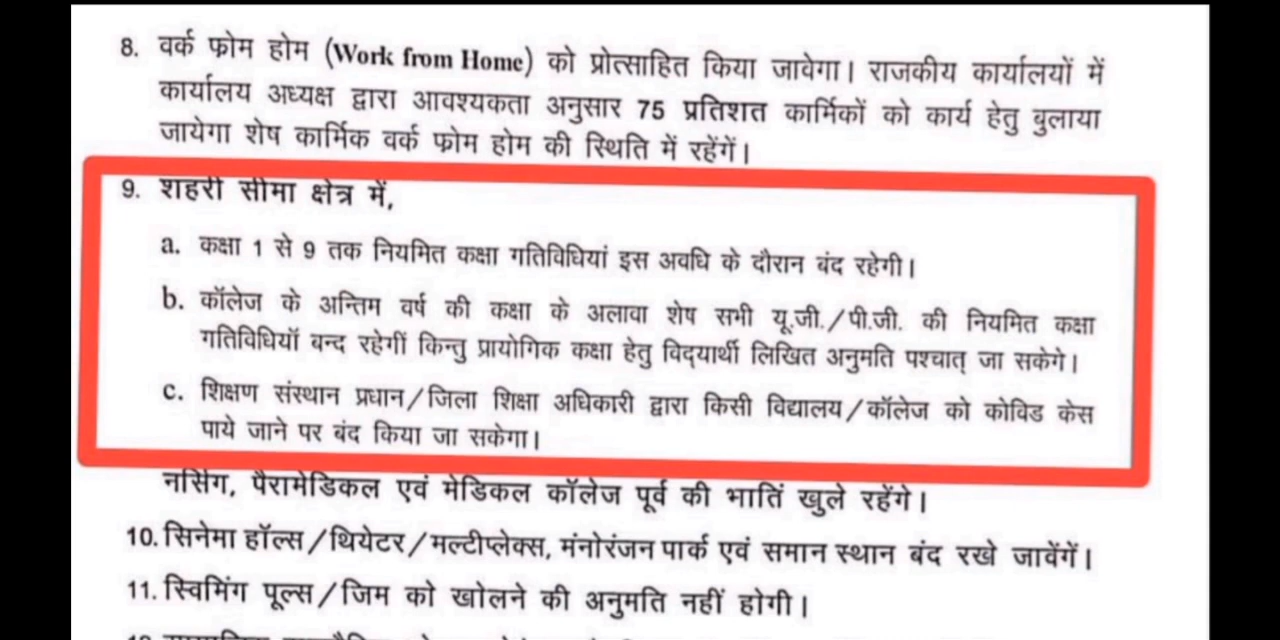 8. वर्क फ्रोम होम (Work from Home) को प्रोत्साहित किया जावेगा। राजकीय कार्यालयों में
कार्यालय अध्यक्ष द्वारा आवश्यकता अनुसार 75 प्रतिशत कार्मिकों को कार्य हेतु बुलाया
जायेगा शेष कार्मिक वर्क फ्रोम होम की स्थिति में रहेंगें।
9. शहरी सीमा क्षेत्र में,
a. कक्षा 1 से 9 तक नियमित कक्षा गतिविधियां इस अवधि के दौरान बंद रहेगी।
b. कॉलेज के अन्तिम वर्ष की कक्षा के अलावा शेष सभी यू.जी./पी.जी. की नियमित कक्षा
गतिविधियॉ बन्द रहेगीं किन्तु प्रायोगिक कक्षा हेतु विद्यार्थी लिखित अनुमति पश्चात् जा सकेगे।
c. शिक्षण संस्थान प्रधान/जिला शिक्षा अधिकारी द्वारा किसी विद्यालय/कॉलेज को कोविड केस
पाये जाने पर बंद किया जा सकेगा।
नर्सिंग, पैरामेडिकल एवं मेडिकल कॉलेज पूर्व की भातिं खुले रहेंगे।
10. सिनेमा हॉल्स/थियेटर/मल्टीप्लेक्स, मंनोरंजन पार्क एवं समान स्थान बंद रखे जावेंगें।
11. स्विमिंग पूल्स/जिम को खोलने की अनुमति नहीं होगी।